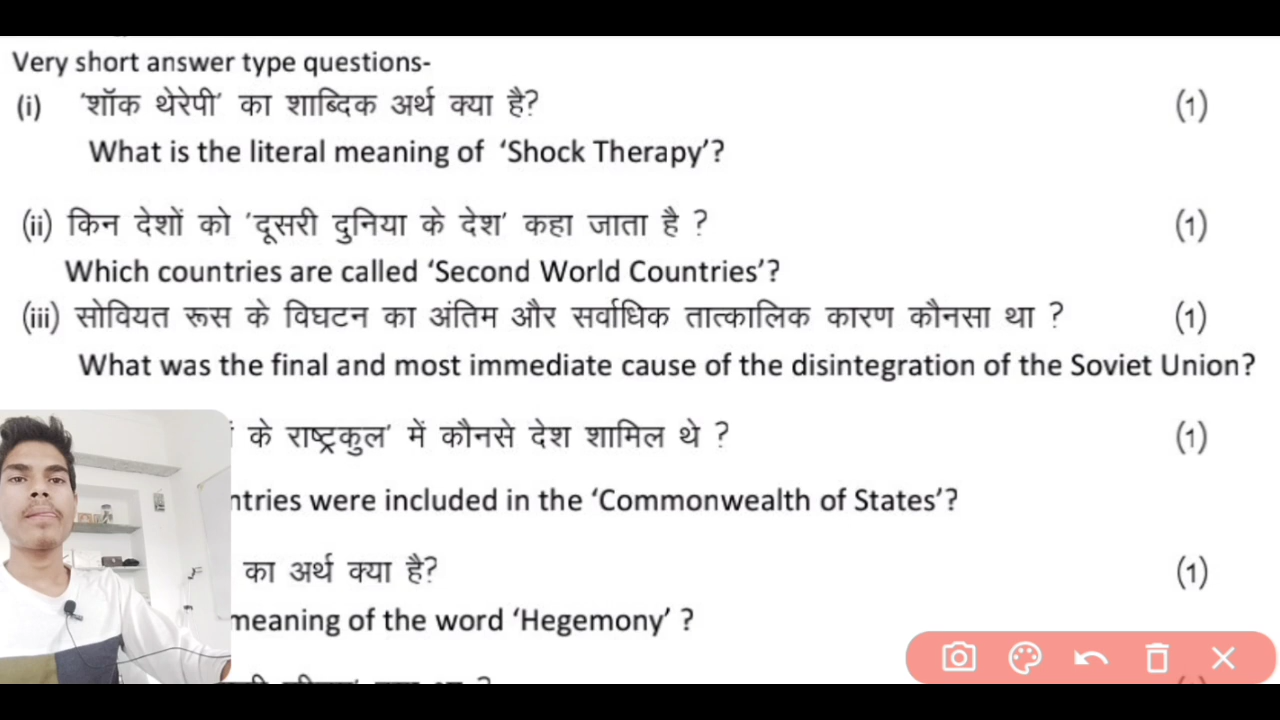 Very short answer type questions-
(i) 'शॉक थेरेपी' का शाब्दिक अर्थ क्या है? (1)
What is the literal meaning of ‘Shock Therapy’?
(ii) किन देशों को 'दूसरी दुनिया के देश' कहा जाता है ? (1)
Which countries are called ‘Second World Countries’?
(iii) सोवियत रूस के विघटन का अंतिम और सर्वाधिक तात्कालिक कारण कौनसा था ? (1)
What was the final and most immediate cause of the disintegration of the Soviet Union?
के राष्ट्रकुल' में कौनसे देश शामिल थे ? (1)
were included in the ‘Commonwealth of States’?
का अर्थ क्या है? (1)
meaning of the word ‘Hegemony’ ?